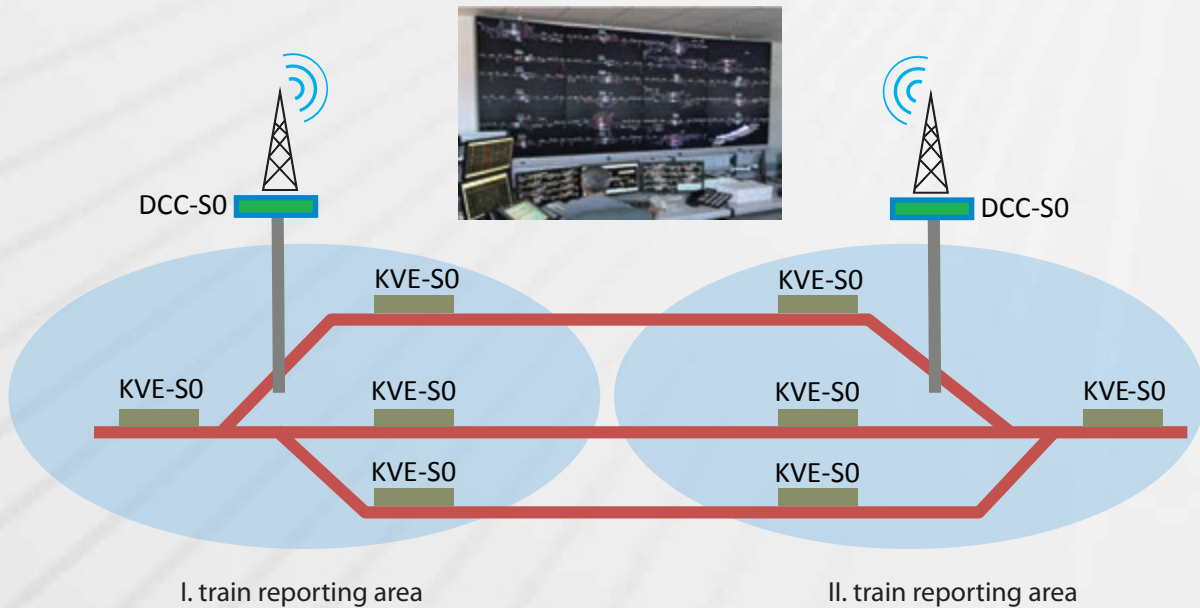 DCC-S0
DCC-S0
KVE-S0
KVE-S0
KVE-S0
KVE-S0
KVE-S0
KVE-S0
KVE-S0
KVE-S0
I. train reporting area
II. train reporting area